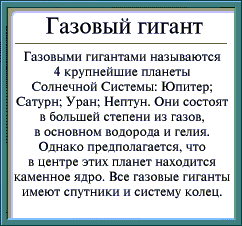 Газовый гигант
Газовыми гигантами называются
4 крупнейшие планеты
Солнечной Системы: Юпитер;
Сатурн; Уран; Нептун. Они состоят
в большей степени из газов,
в основном водорода и гелия.
Однако предполагается, что
в центре этих планет находится
каменное ядро. Все газовые гиганты
имеют спутники и систему колец.